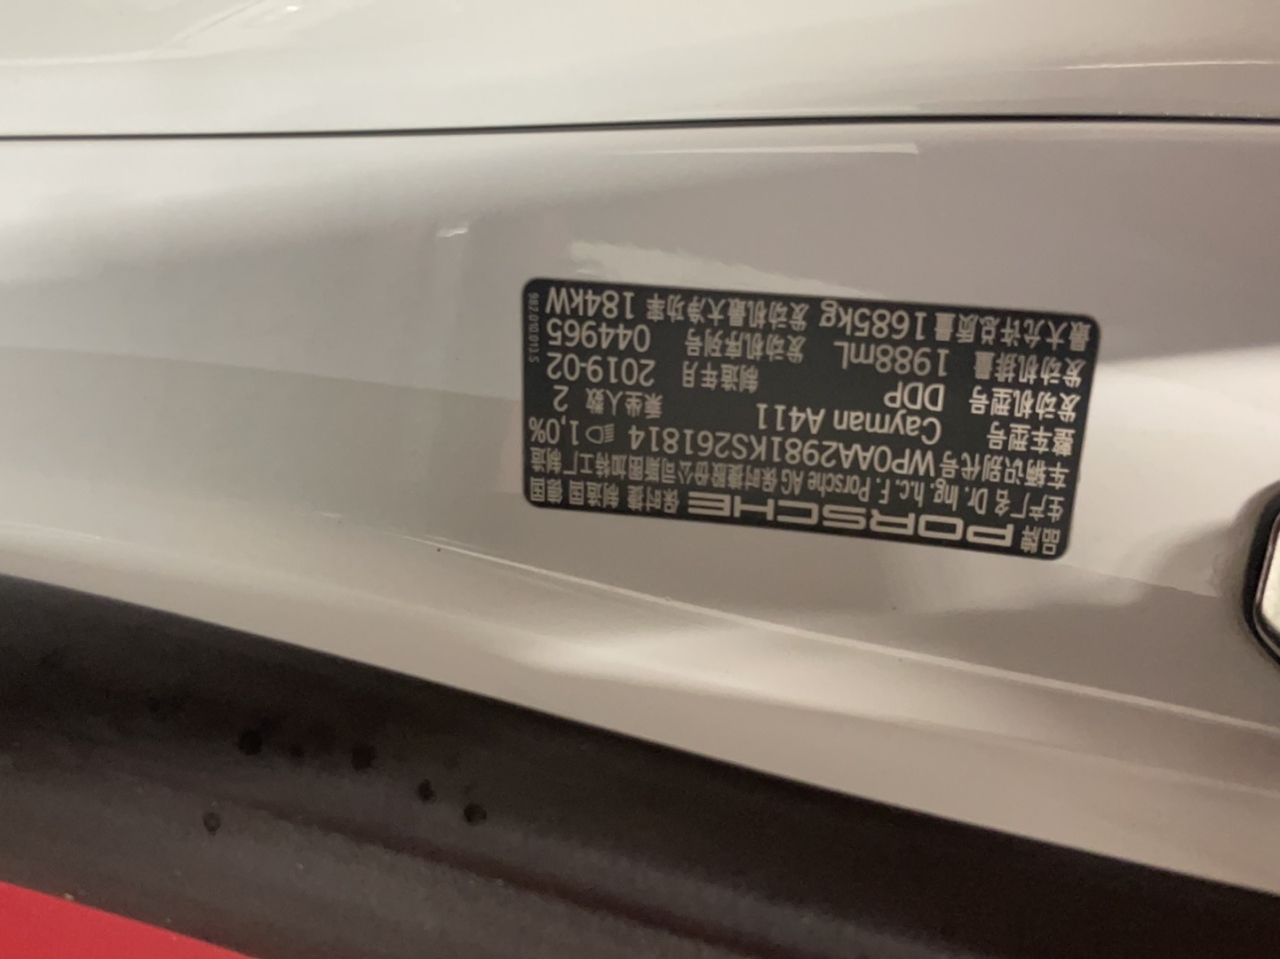 品牌 PORSCHE 保时捷 制造国 德国
生产厂名 Dr. Ing. h.c. F. Porsche AG 保时捷股份公司斯图加特工厂制造
车辆识别代号 WP0AA2981KS261814 1,0%
整车型号 Cayman A411 乘坐人数 2
发动机型号 DDP 制造年月 2019-02
发动机排量 1988mL 发动机序列号 044965
最大允许总质量 1685kg 发动机最大净功率 184kW
982.010.013.S